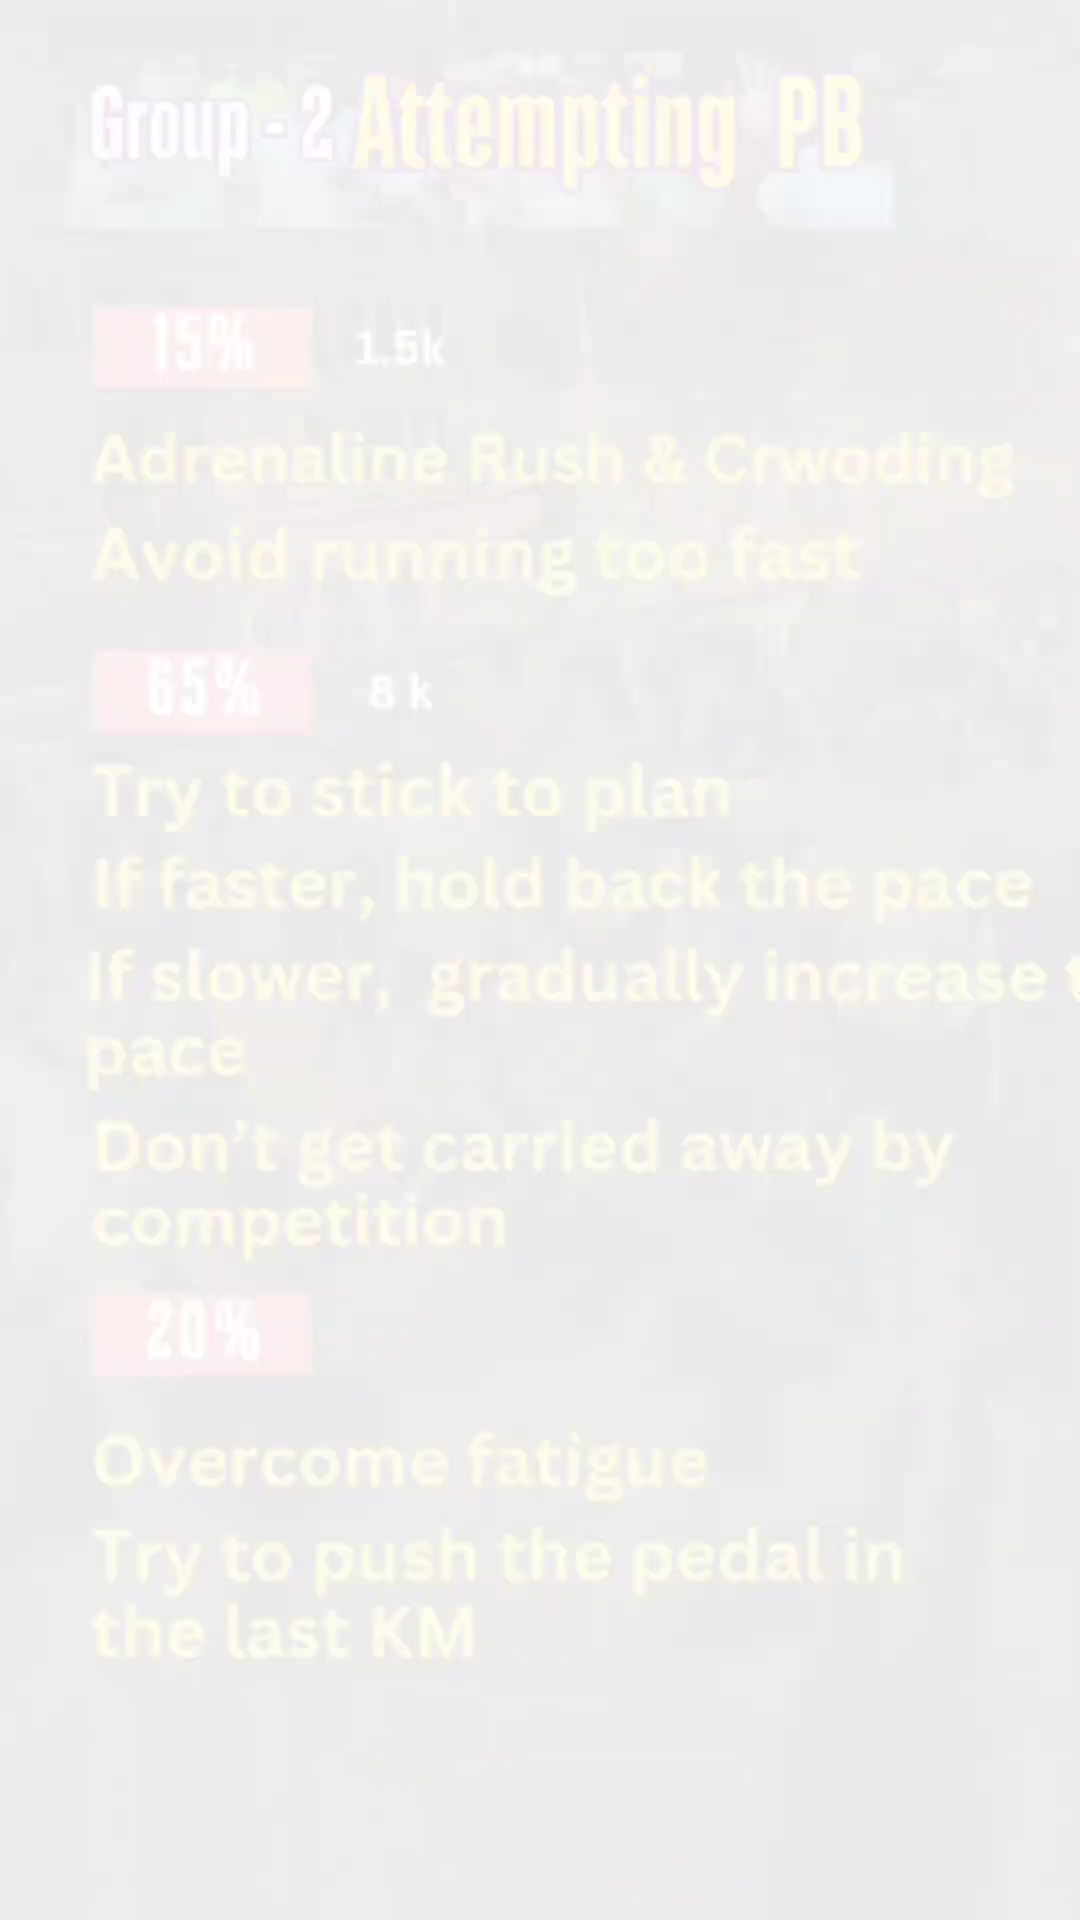 Group - 2 Attempting PB
15% 1.5k
Adrenaline Rush & Crwoding
Avoid running too fast
65% 8 k
Try to stick to plan
If faster, hold back the pace
If slower, gradually increase t
pace
Don't get carried away by
competition
20%
Overcome fatigue
Try to push the pedal in
the last KM